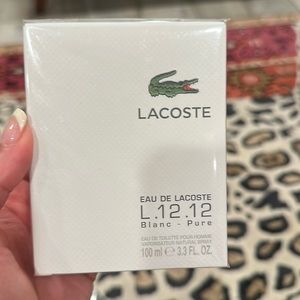 LACOSTE
EAU DE LACOSTE
L.12.12
Blanc - Pure
EAU DE TOILETTE POUR HOMME
VAPORISATEUR NATURAL SPRAY
100 ml ℮ 3.3 FL. OZ.